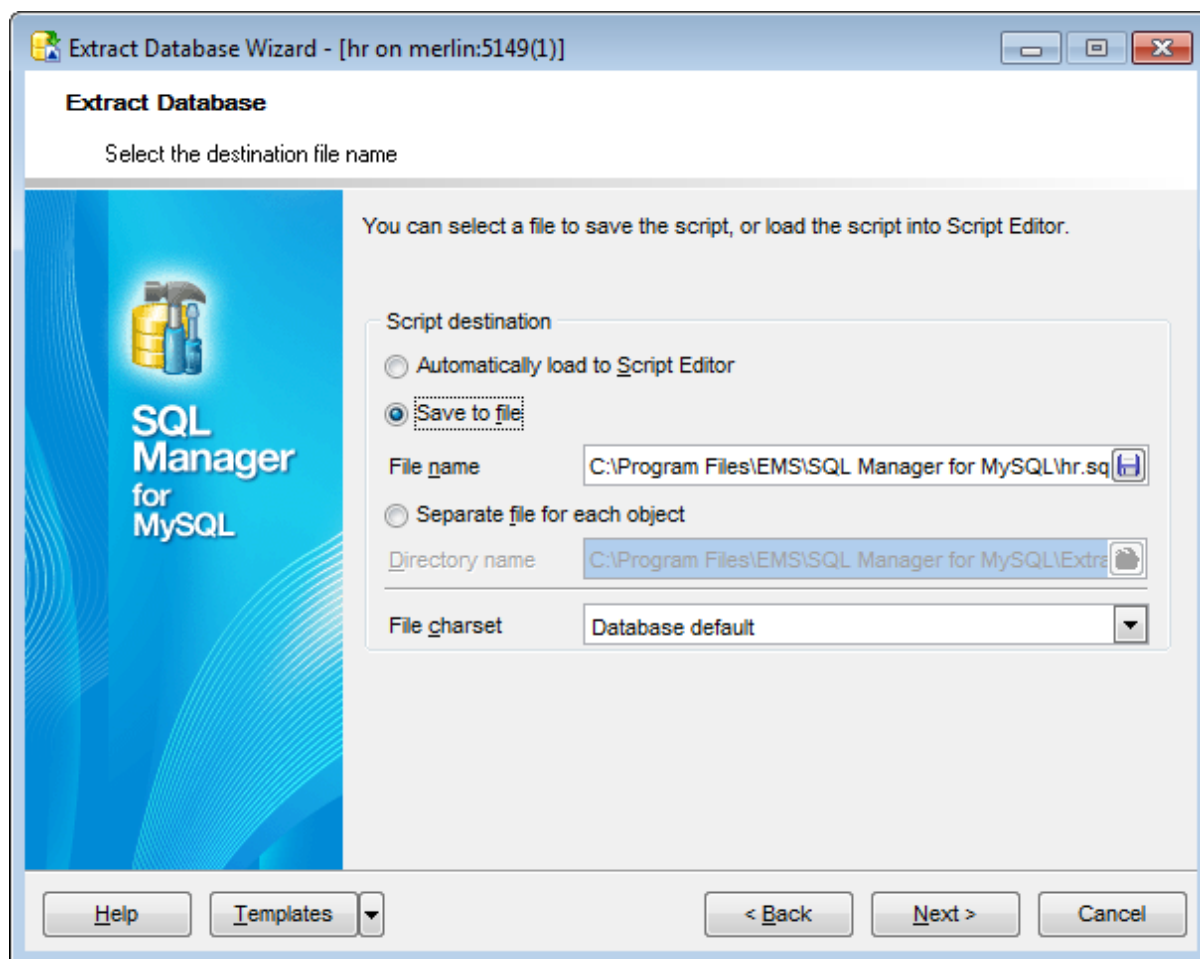 Extract Database Wizard - [hr on merlin:5149(1)]
Extract Database
Select the destination file name
You can select a file to save the script, or load the script into Script Editor.
SQL
Manager
for
MySQL
Script destination
Automatically load to Script Editor
Save to file
File name
C:\Program Files\EMS\SQL Manager for MySQL\hr.sq
Separate file for each object
Directory name
C:\Program Files\EMS\SQL Manager for MySQL\Extra
File charset
Database default
Help
Templates
< Back
Next >
Cancel